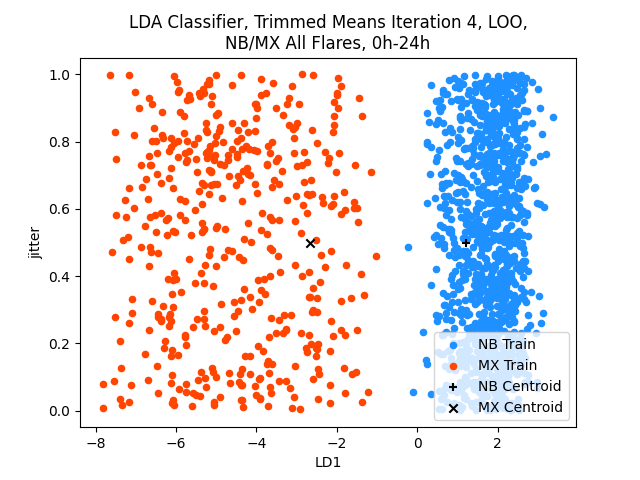 LDA Classifier, Trimmed Means Iteration 4, LOO,
NB/MX All Flares, 0h-24h
1.0
0.8
0.6
0.4
0.2
0.0
jitter
−8
−6
−4
−2
0
2
LD1
NB Train
MX Train
NB Centroid
MX Centroid